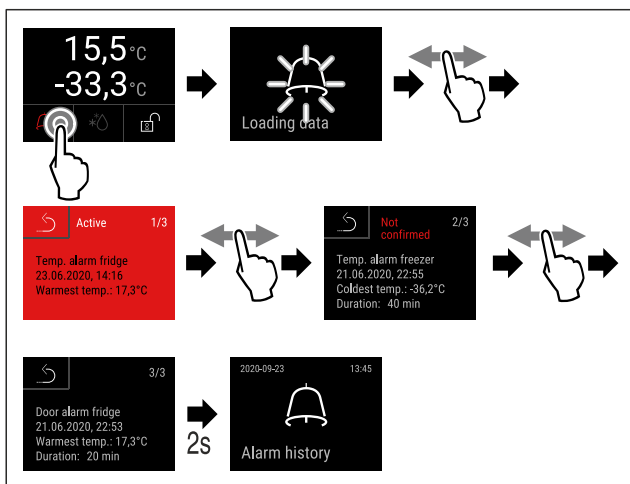 15,5°C
-33,3°C
Loading data
Active 1/3
Temp. alarm fridge
23.06.2020, 14:16
Warmest temp.: 17,3°C
Not 2/3
confirmed
Temp. alarm freezer
21.06.2020, 22:55
Coldest temp.: -36,2°C
Duration: 40 min
3/3
Door alarm fridge
21.06.2020, 22:53
Warmest temp.: 17,3°C
Duration: 20 min
2s
2020-09-23 13:45
Alarm history